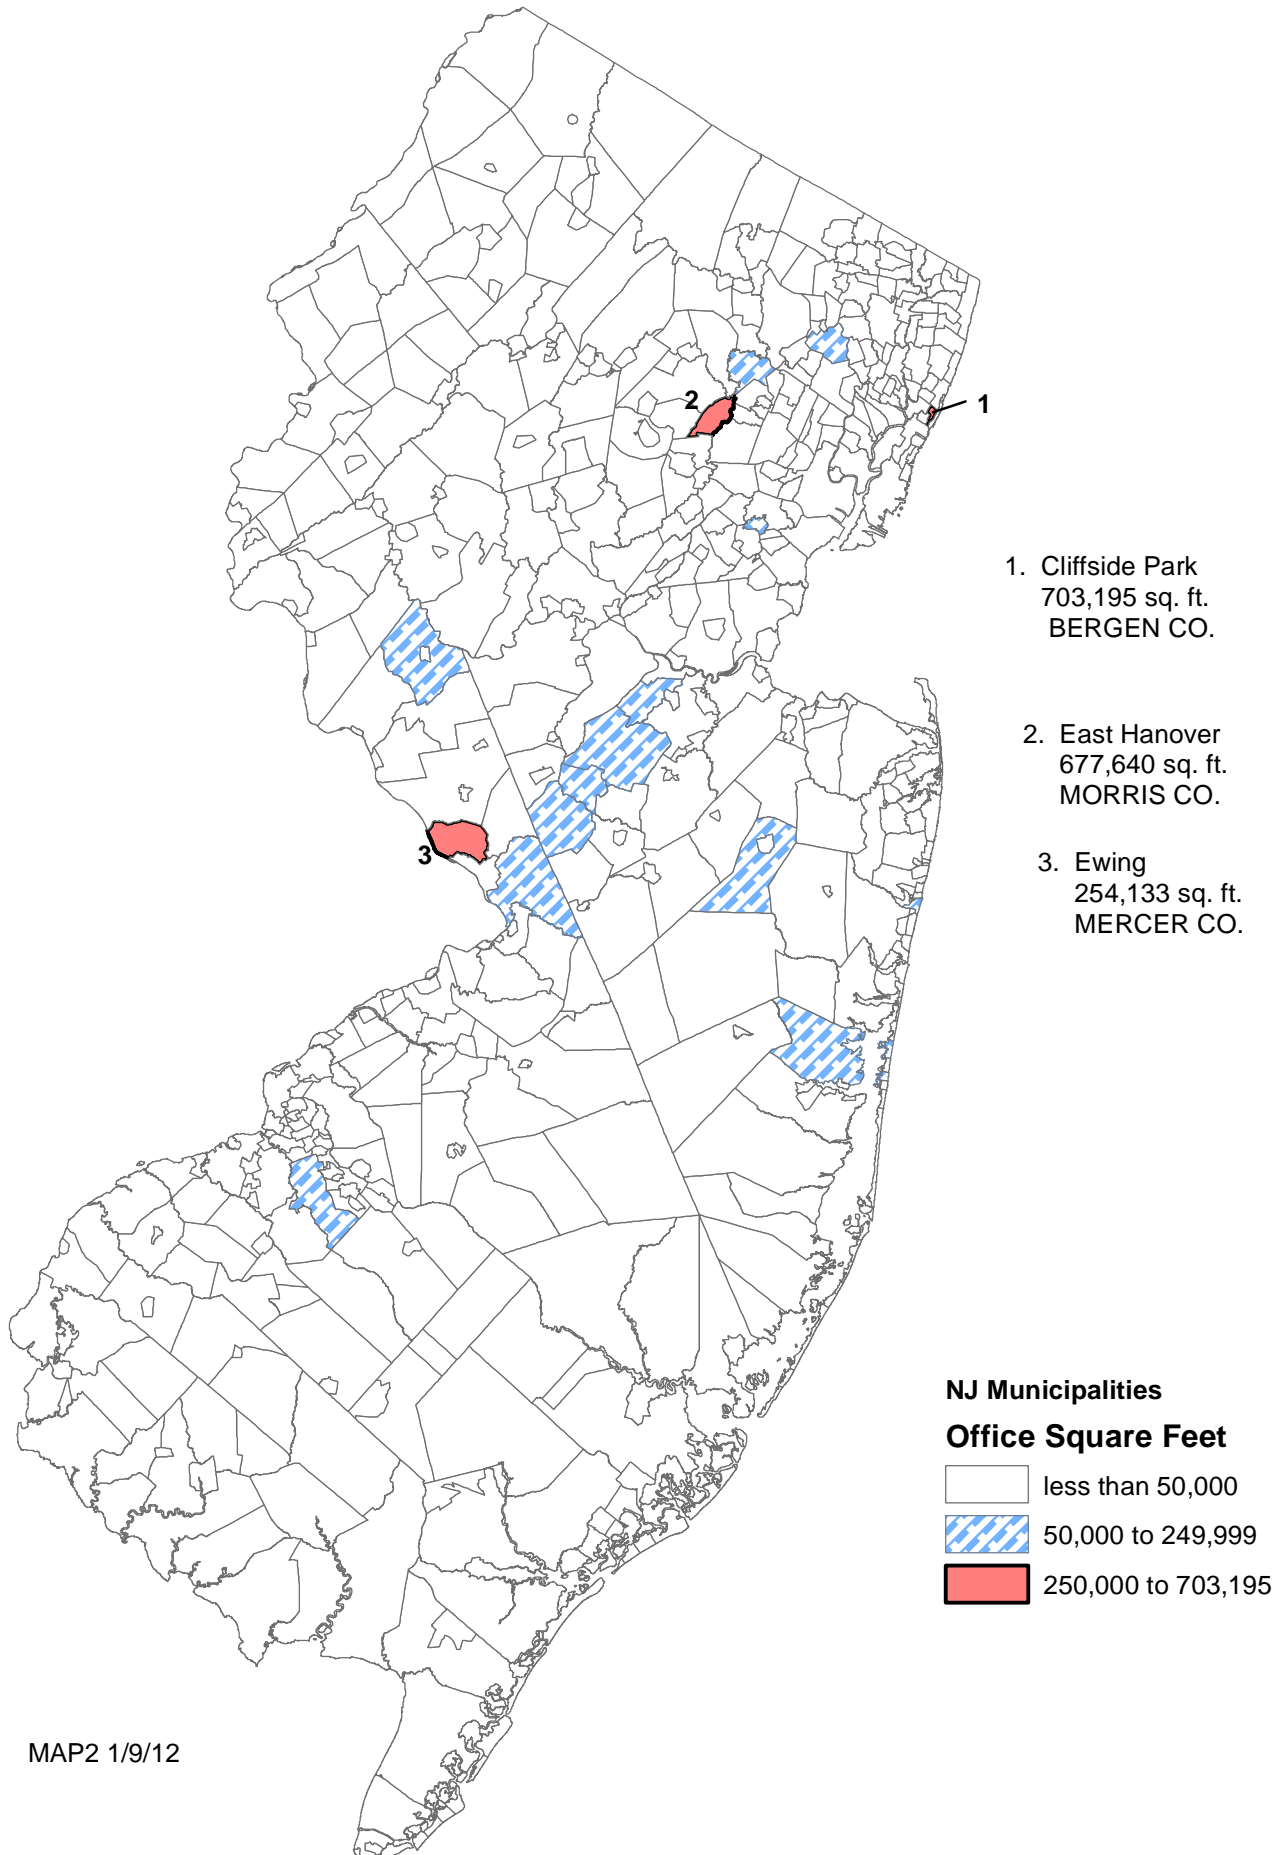 2
1
1. Cliffside Park
703,195 sq. ft.
BERGEN CO.
2. East Hanover
677,640 sq. ft.
MORRIS CO.
3
3. Ewing
254,133 sq. ft.
MERCER CO.
NJ Municipalities
Office Square Feet
less than 50,000
50,000 to 249,999
250,000 to 703,195
MAP2 1/9/12